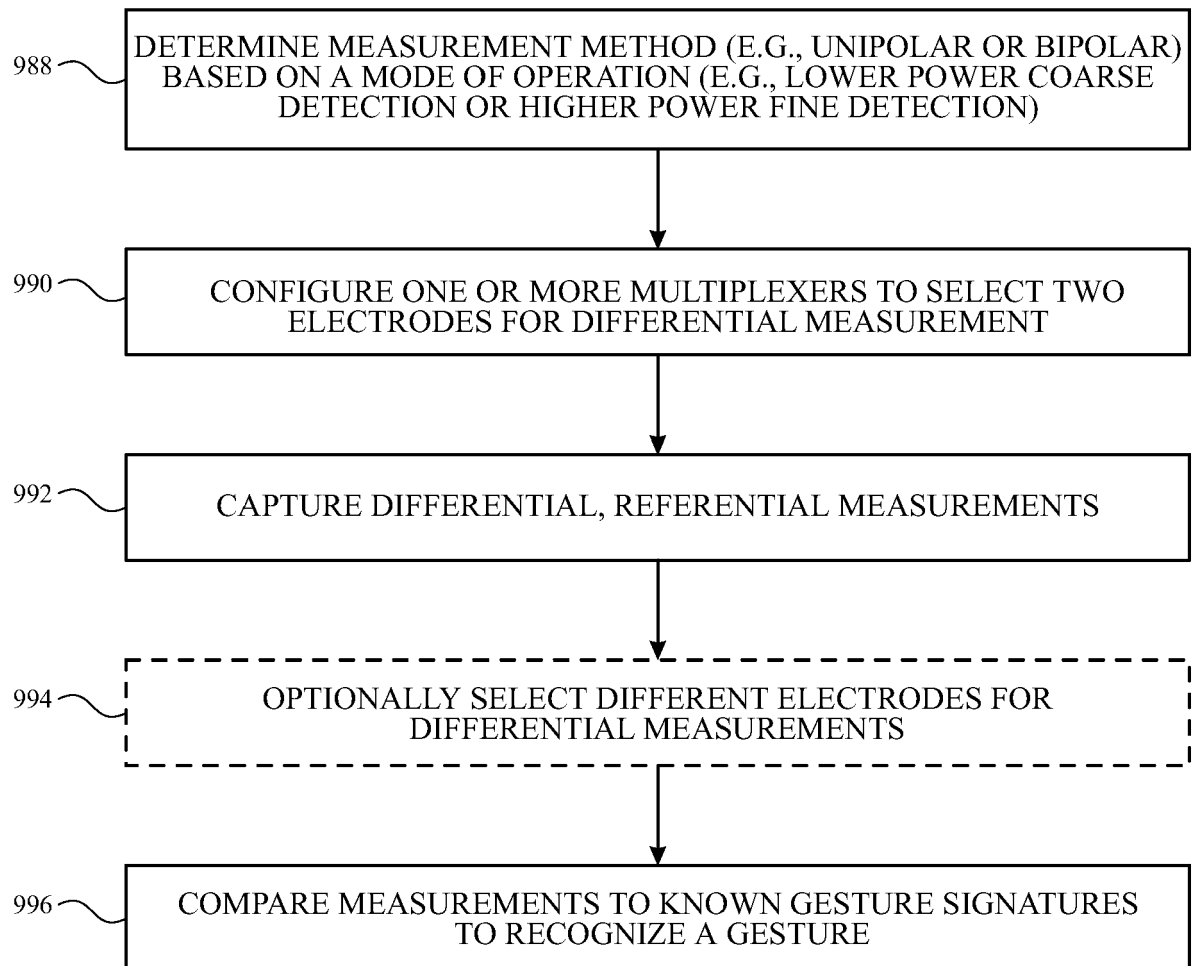 988
DETERMINE MEASUREMENT METHOD (E.G., UNIPOLAR OR BIPOLAR)
BASED ON A MODE OF OPERATION (E.G., LOWER POWER COARSE
DETECTION OR HIGHER POWER FINE DETECTION)
990
CONFIGURE ONE OR MORE MULTIPLEXERS TO SELECT TWO
ELECTRODES FOR DIFFERENTIAL MEASUREMENT
992
CAPTURE DIFFERENTIAL, REFERENTIAL MEASUREMENTS
994
OPTIONALLY SELECT DIFFERENT ELECTRODES FOR
DIFFERENTIAL MEASUREMENTS
996
COMPARE MEASUREMENTS TO KNOWN GESTURE SIGNATURES
TO RECOGNIZE A GESTURE